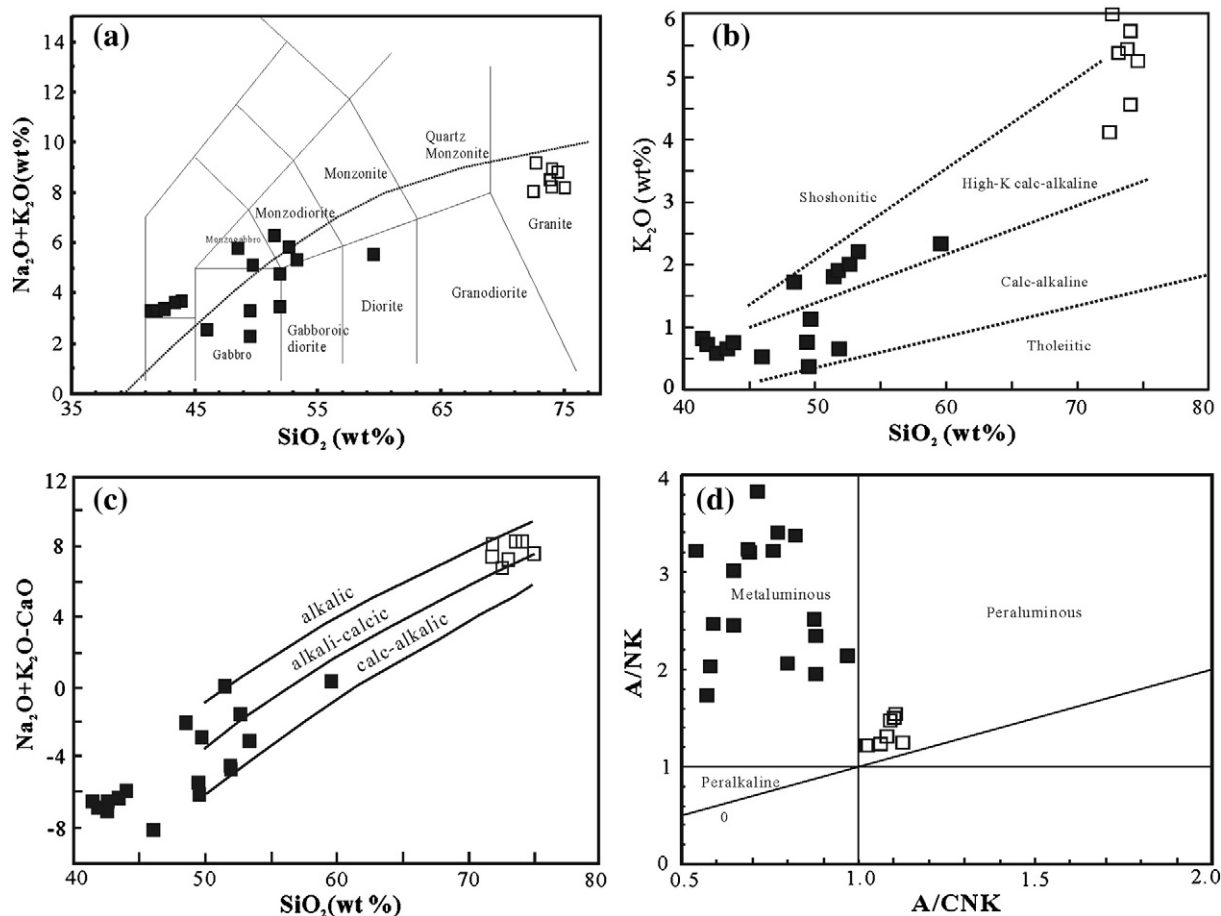 (a)
14
12
10
8
6
4
2
0
Na₂O+K₂O(wt%)
Quartz
Monzonite
Monzonite
Monzodiorite
Monzogabbro
Granite
Granodiorite
Diorite
Gabboroic
diorite
Gabbro
35 45 55 65 75
SiO₂ (wt%)
(b)
6
5
4
3
2
1
0
K₂O (wt%)
Shoshonitic
High-K calc-alkaline
Calc-alkaline
Tholeiitic
40 50 60 70 80
SiO₂ (wt%)
(c)
12
8
4
0
-4
-8
Na₂O+K₂O-CaO
alkalic
alkali-calcic
calc-alkalic
40 50 60 70 80
SiO₂(wt %)
(d)
4
3
2
1
0
A/NK
Metaluminous
Peraluminous
Peralkaline
0
0.5 1.0 1.5 2.0
A/CNK